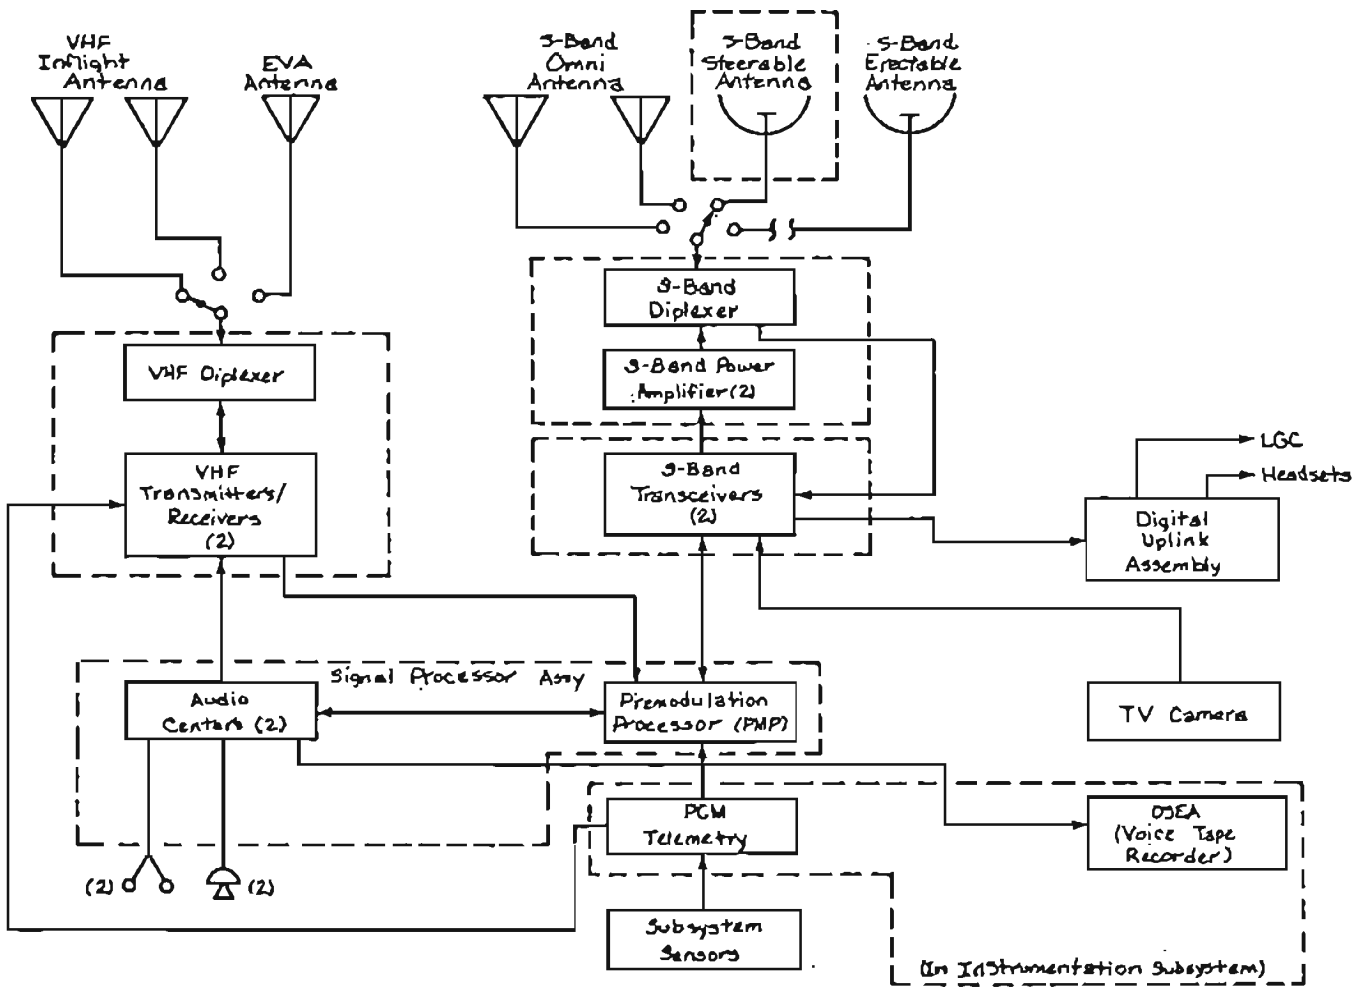 VHF
Inflight
Antenna
EVA
Antenna
S-Band
Omni
Antenna
S-Band
Steerable
Antenna
S-Band
Erectable
Antenna
S-Band
Diplexer
VHF Diplexer
S-Band Power
Amplifier (2)
VHF
Transmitters/
Receivers
(2)
S-Band
Transceivers
(2)
LGC
Headsets
Digital
Uplink
Assembly
Signal Processor Assy
Audio
Centers (2)
Premodulation
Processor (PMP)
TV Camera
PCM
Telemetry
DSEA
(Voice Tape
Recorder)
(2)
(2)
Subsystem
Sensors
(In Instrumentation Subsystem)